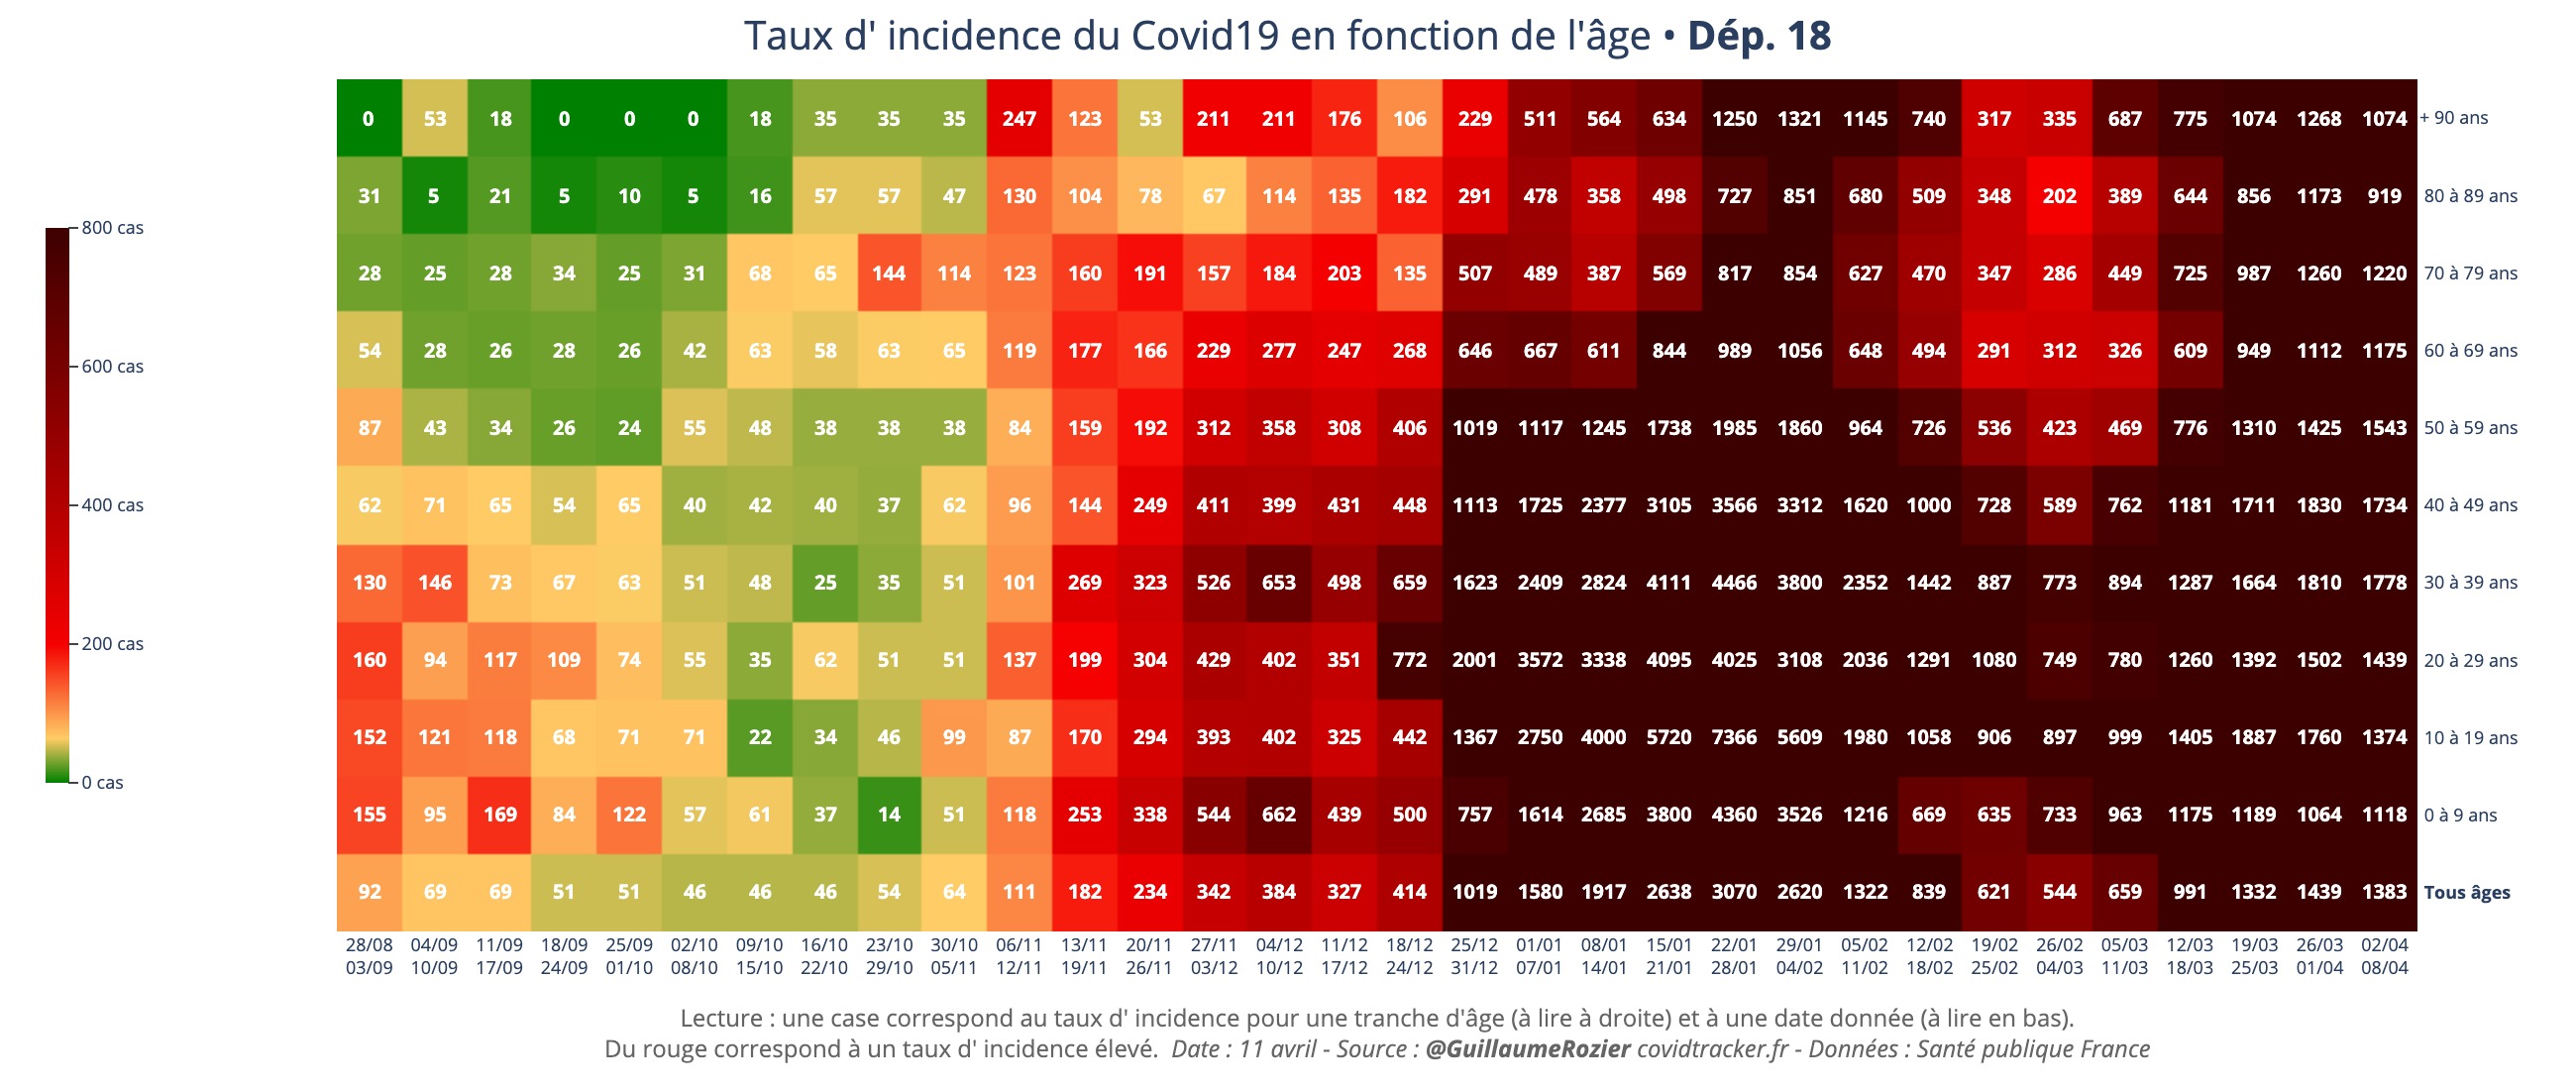 Taux d' incidence du Covid19 en fonction de l'âge • Dép. 18
800 cas
600 cas
400 cas
200 cas
0 cas
0 53 18 0 0 0 18 35 35 35 247 123 53 211 211 176 106 229 511 564 634 1250 1321 1145 740 317 335 687 775 1074 1268 1074 + 90 ans
31 5 21 5 10 5 16 57 57 47 130 104 78 67 114 135 182 291 478 358 498 727 851 680 509 348 202 389 644 856 1173 919 80 à 89 ans
28 25 28 34 25 31 68 65 144 114 123 160 191 157 184 203 135 507 489 387 569 817 854 627 470 347 286 449 725 987 1260 1220 70 à 79 ans
54 28 26 28 26 42 63 58 63 65 119 177 166 229 277 247 268 646 667 611 844 989 1056 648 494 291 312 326 609 949 1112 1175 60 à 69 ans
87 43 34 26 24 55 48 38 38 38 84 159 192 312 358 308 406 1019 1117 1245 1738 1985 1860 964 726 536 423 469 776 1310 1425 1543 50 à 59 ans
62 71 65 54 65 40 42 40 37 62 96 144 249 411 399 431 448 1113 1725 2377 3105 3566 3312 1620 1000 728 589 762 1181 1711 1830 1734 40 à 49 ans
130 146 73 67 63 51 48 25 35 51 101 269 323 526 653 498 659 1623 2409 2824 4111 4466 3800 2352 1442 887 773 894 1287 1664 1810 1778 30 à 39 ans
160 94 117 109 74 55 35 62 51 51 137 199 304 429 402 351 772 2001 3572 3338 4095 4025 3108 2036 1291 1080 749 780 1260 1392 1502 1439 20 à 29 ans
152 121 118 68 71 71 22 34 46 99 87 170 294 393 402 325 442 1367 2750 4000 5720 7366 5609 1980 1058 906 897 999 1405 1887 1760 1374 10 à 19 ans
155 95 169 84 122 57 61 37 14 51 118 253 338 544 662 439 500 757 1614 2685 3800 4360 3526 1216 669 635 733 963 1175 1189 1064 1118 0 à 9 ans
92 69 69 51 51 46 46 46 54 64 111 182 234 342 384 327 414 1019 1580 1917 2638 3070 2620 1322 839 621 544 659 991 1332 1439 1383 Tous âges
28/08 04/09 11/09 18/09 25/09 02/10 09/10 16/10 23/10 30/10 06/11 13/11 20/11 27/11 04/12 11/12 18/12 25/12 01/01 08/01 15/01 22/01 29/01 05/02 12/02 19/02 26/02 05/03 12/03 19/03 26/03 02/04
03/09 10/09 17/09 24/09 01/10 08/10 15/10 22/10 29/10 05/11 12/11 19/11 26/11 03/12 10/12 17/12 24/12 31/12 07/01 14/01 21/01 28/01 04/02 11/02 18/02 25/02 04/03 11/03 18/03 25/03 01/04 08/04
Lecture : une case correspond au taux d' incidence pour une tranche d'âge (à lire à droite) et à une date donnée (à lire en bas).
Du rouge correspond à un taux d' incidence élevé. Date : 11 avril - Source : @GuillaumeRozier covidtracker.fr - Données : Santé publique France